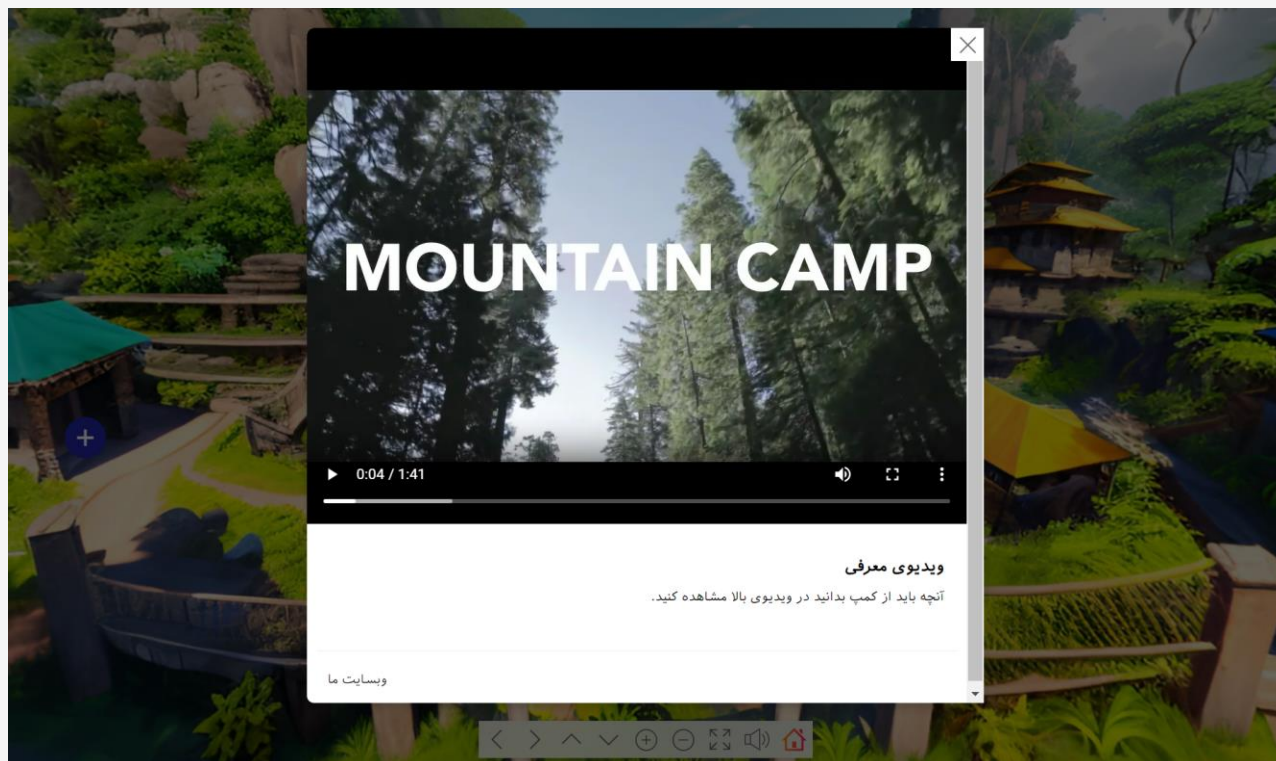 MOUNTAIN CAMP
0:04 / 1:41
ویدیوی معرفی
آنچه باید از کمپ بدانید در ویدیوی بالا مشاهده کنید.
وبسایت ما